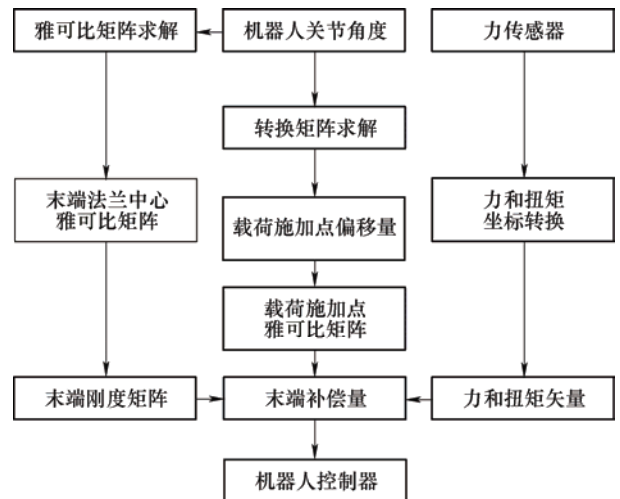 雅可比矩阵求解
机器人关节角度
力传感器
转换矩阵求解
末端法兰中心
雅可比矩阵
载荷施加点偏移量
力和扭矩
坐标转换
载荷施加点
雅可比矩阵
末端刚度矩阵
末端补偿量
力和扭矩矢量
机器人控制器